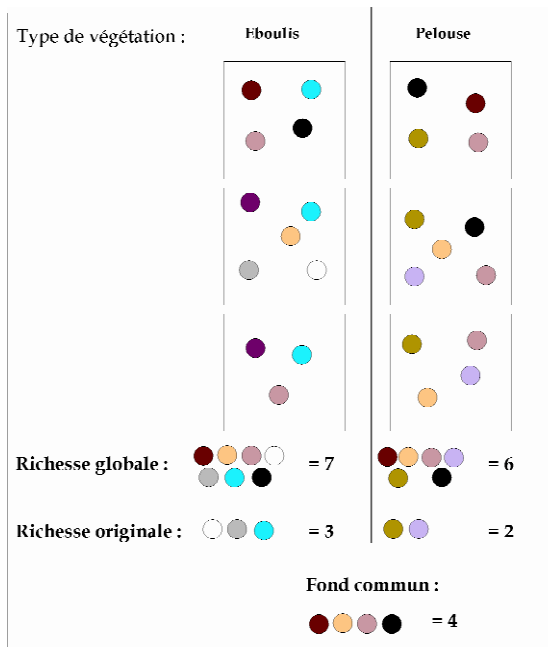 Type de végétation :
Eboulis
Pelouse
Richesse globale :
= 7
= 6
Richesse originale :
= 3
= 2
Fond commun :
= 4